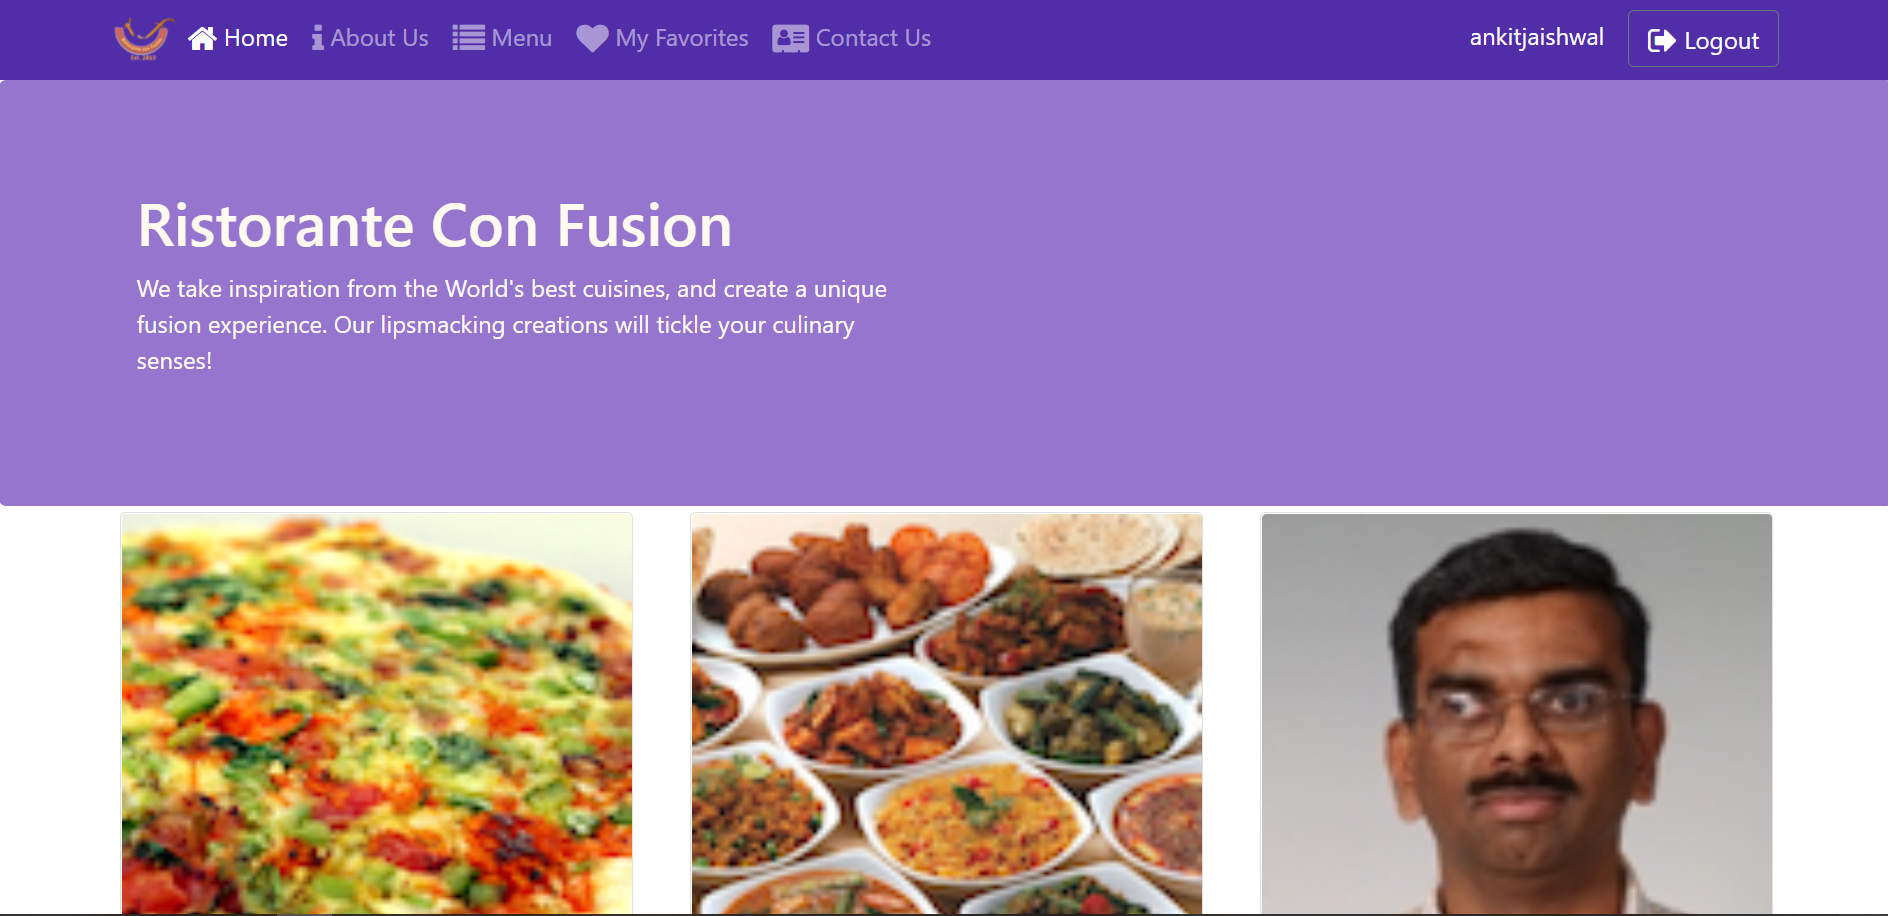 Home About Us Menu My Favorites Contact Us ankitjaishwal Logout
Ristorante Con Fusion
We take inspiration from the World's best cuisines, and create a unique
fusion experience. Our lipsmacking creations will tickle your culinary
senses!